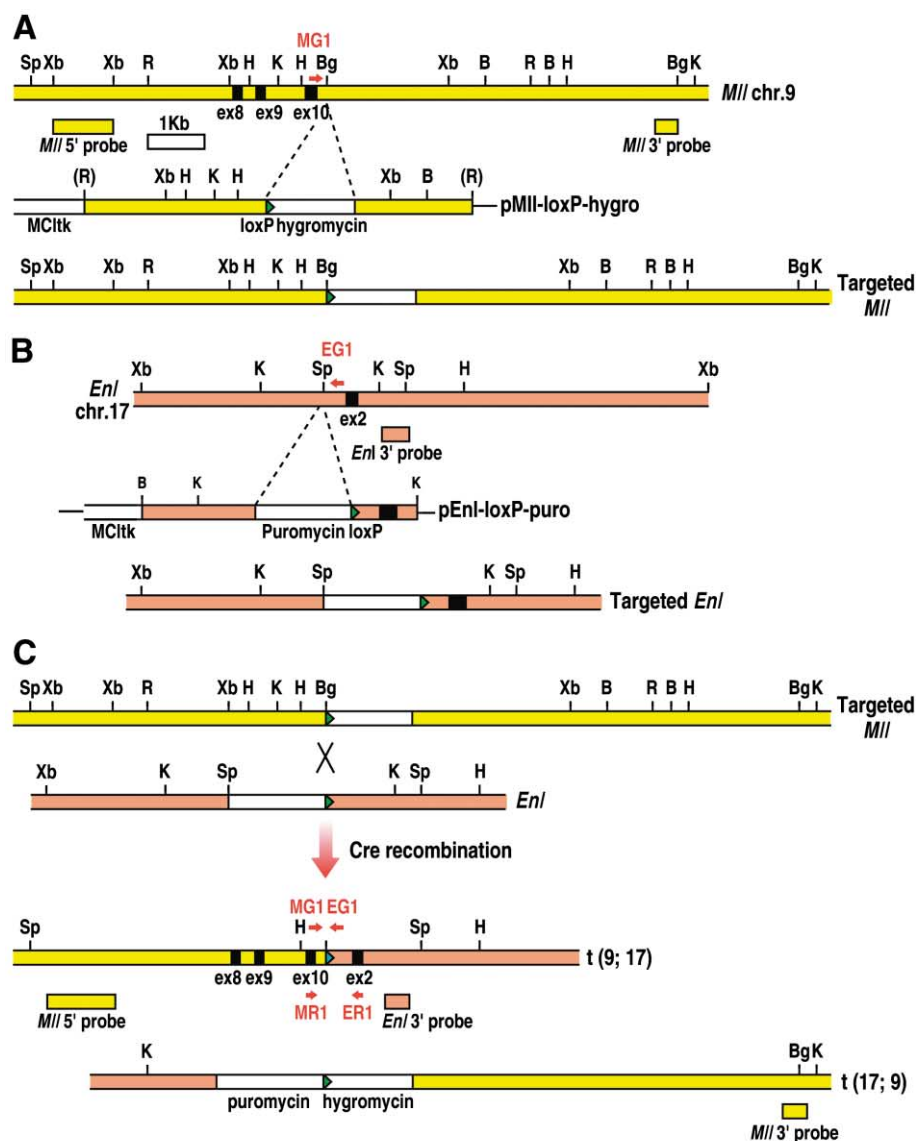 A
MG1
Sp Xb Xb R Xb H K H Bg Xb B R B H Bg K
Mll chr.9
ex8 ex9 ex10
1Kb
Mll 5' probe
Mll 3' probe
(R) Xb H K H Xb B (R)
pMll-loxP-hygro
MCltk loxP hygromycin
Sp Xb Xb R Xb H K H Bg Xb B R B H Bg K
Targeted
Mll
B
EG1
Xb K Sp K Sp H Xb
Enl
chr.17
ex2
Enl 3' probe
B K K
pEnl-loxP-puro
MCltk Puromycin loxP
Xb K Sp K Sp H
Targeted Enl
C
Sp Xb Xb R Xb H K H Bg Xb B R B H Bg K
Targeted
Mll
Xb K Sp K Sp H
Enl
Cre recombination
MG1 EG1
Sp H Sp H
t (9; 17)
ex8 ex9 ex10 ex2
MR1 ER1
Mll 5' probe
Enl 3' probe
K Bg K
t (17; 9)
puromycin hygromycin
Mll 3' probe